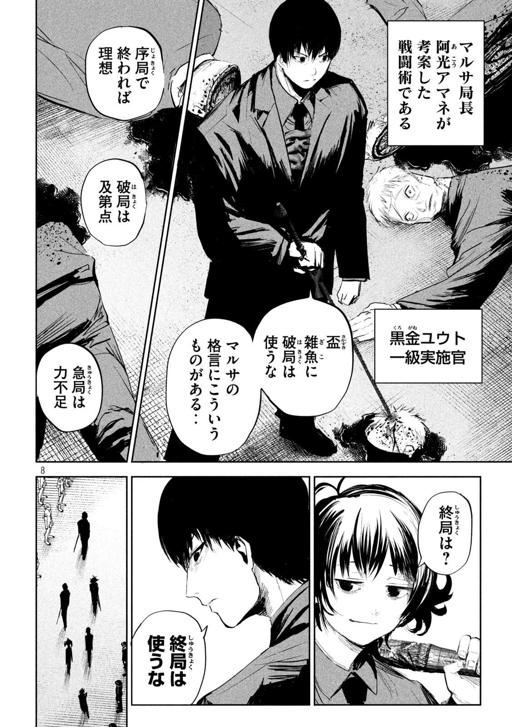 マルサ局長
阿光アマネが
考案した
戦闘術である
序局で
終われば
理想
破局は
及第点
急局は
力不足
黒金ユウト
一級実施官
盃
雑魚に
破局は
使うな
マルサの
格言にこういう
ものがある‥
8
終局は？
終局は
使うな